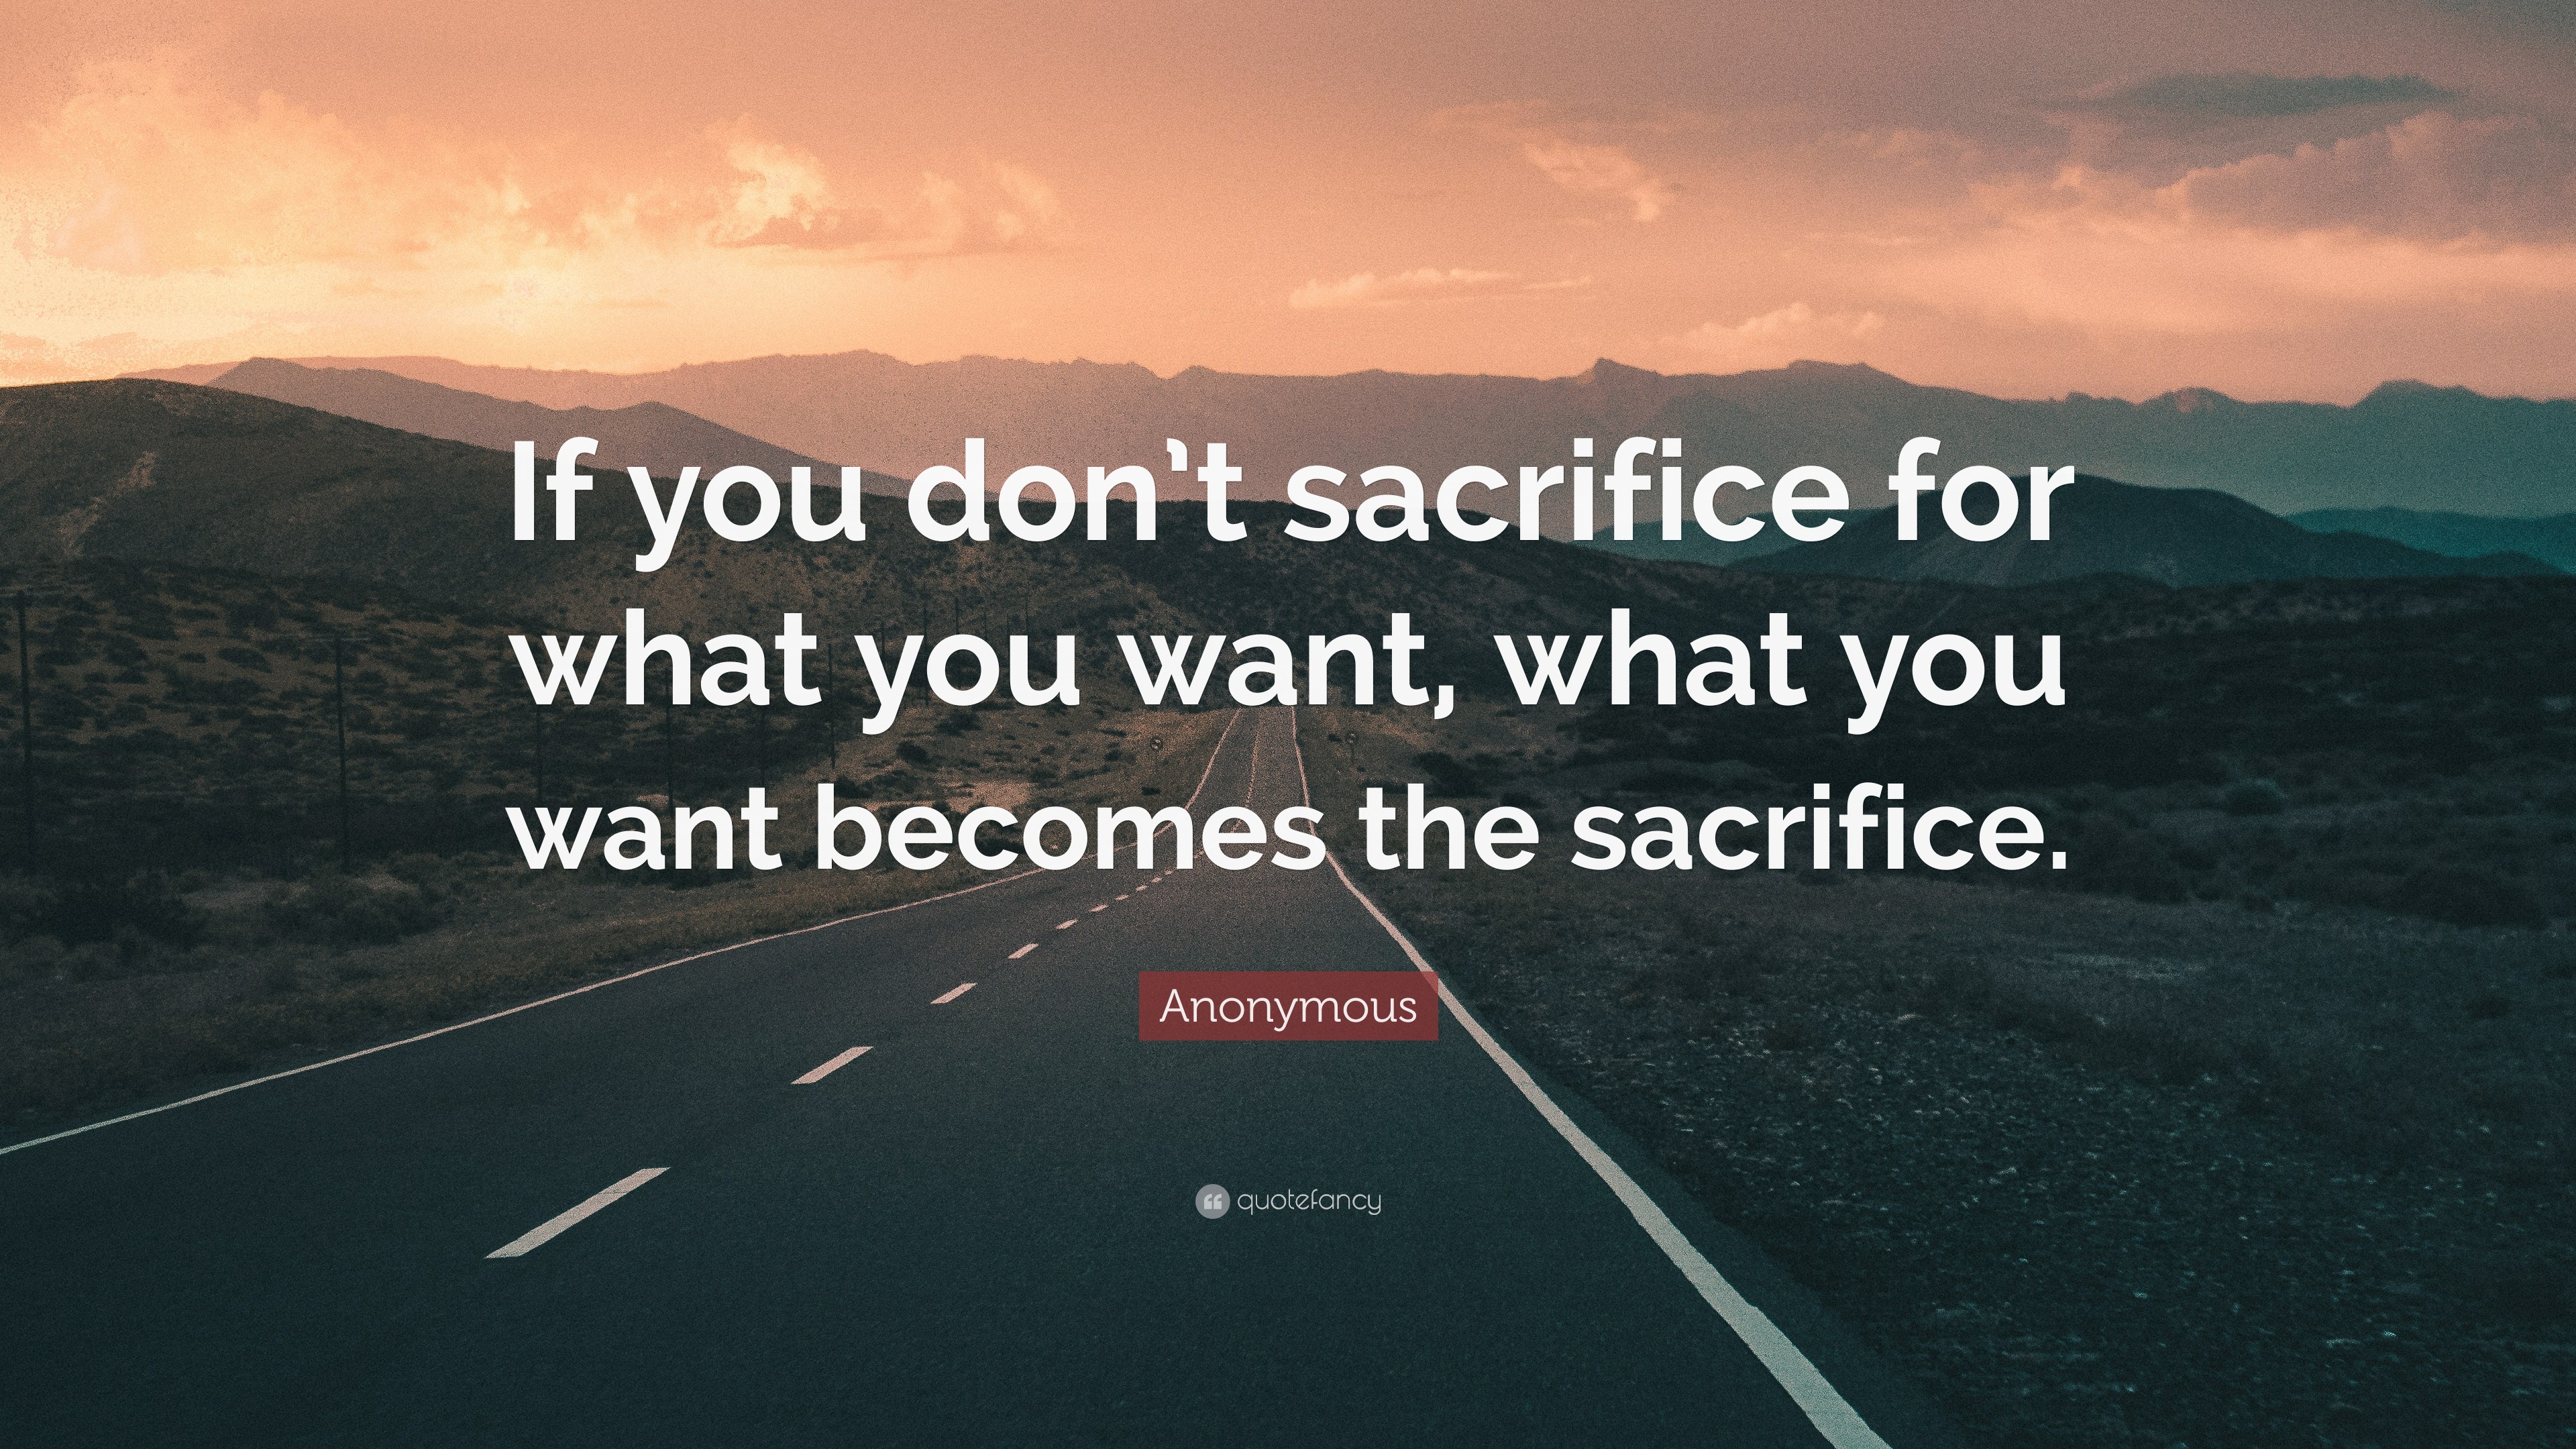 If you don’t sacrifice for
what you want, what you
want becomes the sacrifice.
Anonymous
quotefancy